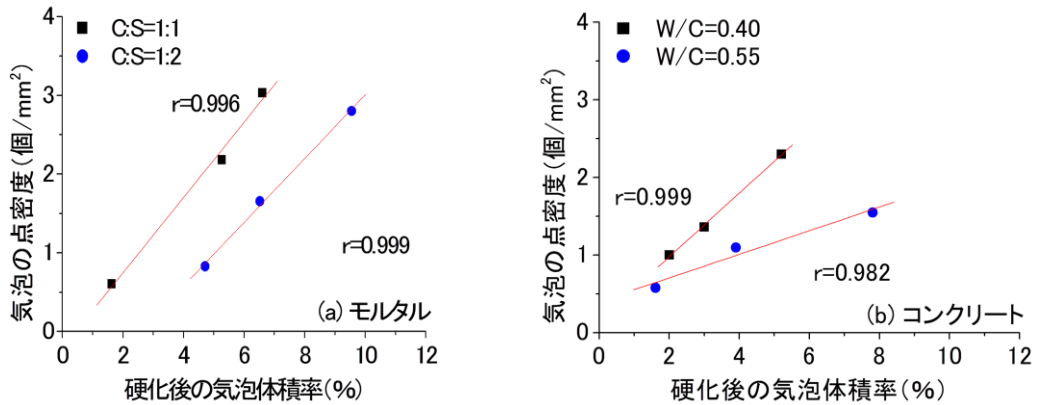 C:S=1:1
C:S=1:2
r=0.996
r=0.999
(a) モルタル
気泡の点密度(個/mm²)
4
3
2
1
0
0 2 4 6 8 10 12
硬化後の気泡体積率(%)
W/C=0.40
W/C=0.55
r=0.999
r=0.982
(b) コンクリート
気泡の点密度(個/mm²)
4
3
2
1
0
0 2 4 6 8 10 12
硬化後の気泡体積率(%)